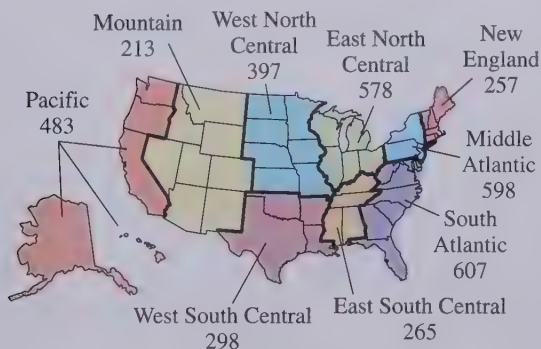 Mountain
213
West North
Central
397
East North
Central
578
New
England
257
Pacific
483
Middle
Atlantic
598
South
Atlantic
607
West South Central
298
East South Central
265